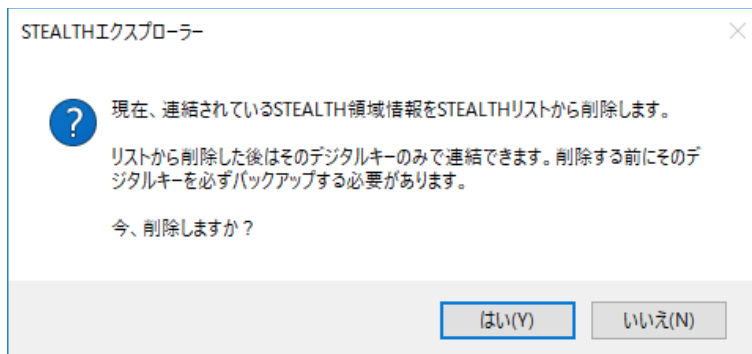 STEALTHエクスプローラー
現在、連結されているSTEALTH領域情報をSTEALTHリストから削除します。
リストから削除した後はそのデジタルキーのみで連結できます。削除する前にそのデ
ジタルキーを必ずバックアップする必要があります。
今、削除しますか？
はい(Y)
いいえ(N)